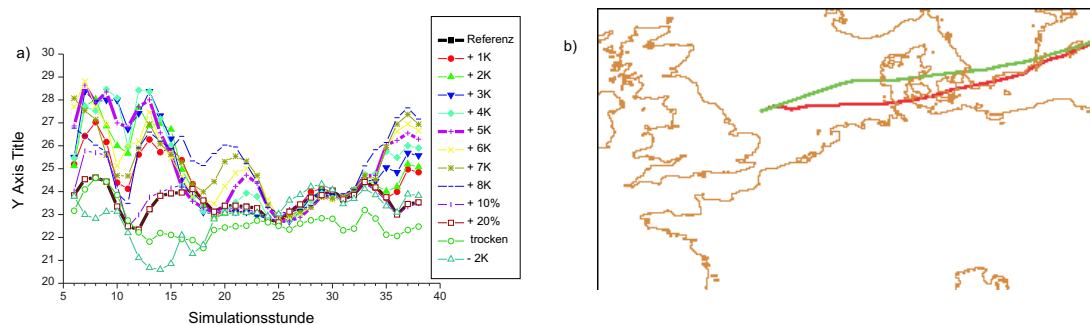 a)
Y Axis Title
30
29
28
27
26
25
24
23
22
21
20
5
10
15
20
25
30
35
40
Simulationsstunde
Referenz
+ 1K
+ 2K
+ 3K
+ 4K
+ 5K
+ 6K
+ 7K
+ 8K
+ 10%
+ 20%
trocken
- 2K
b)